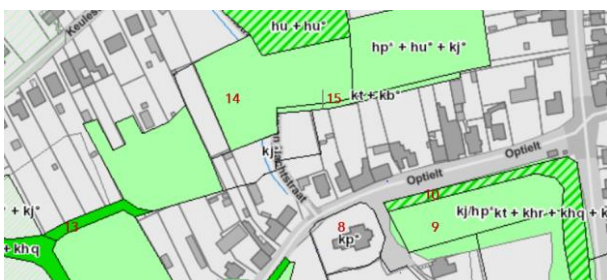 Keules
hu + hu°
hp° + hu° + kj°
14
15
kt + kb°
kj
Optielt
Optielt
10
+ kj°
13
+ khq
8
kp°
kj/hp°
kt + khr + khq + k
9